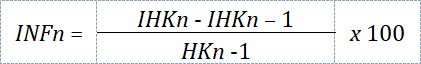 INFn = IHKn - IHKn – 1 x 100
HKn -1